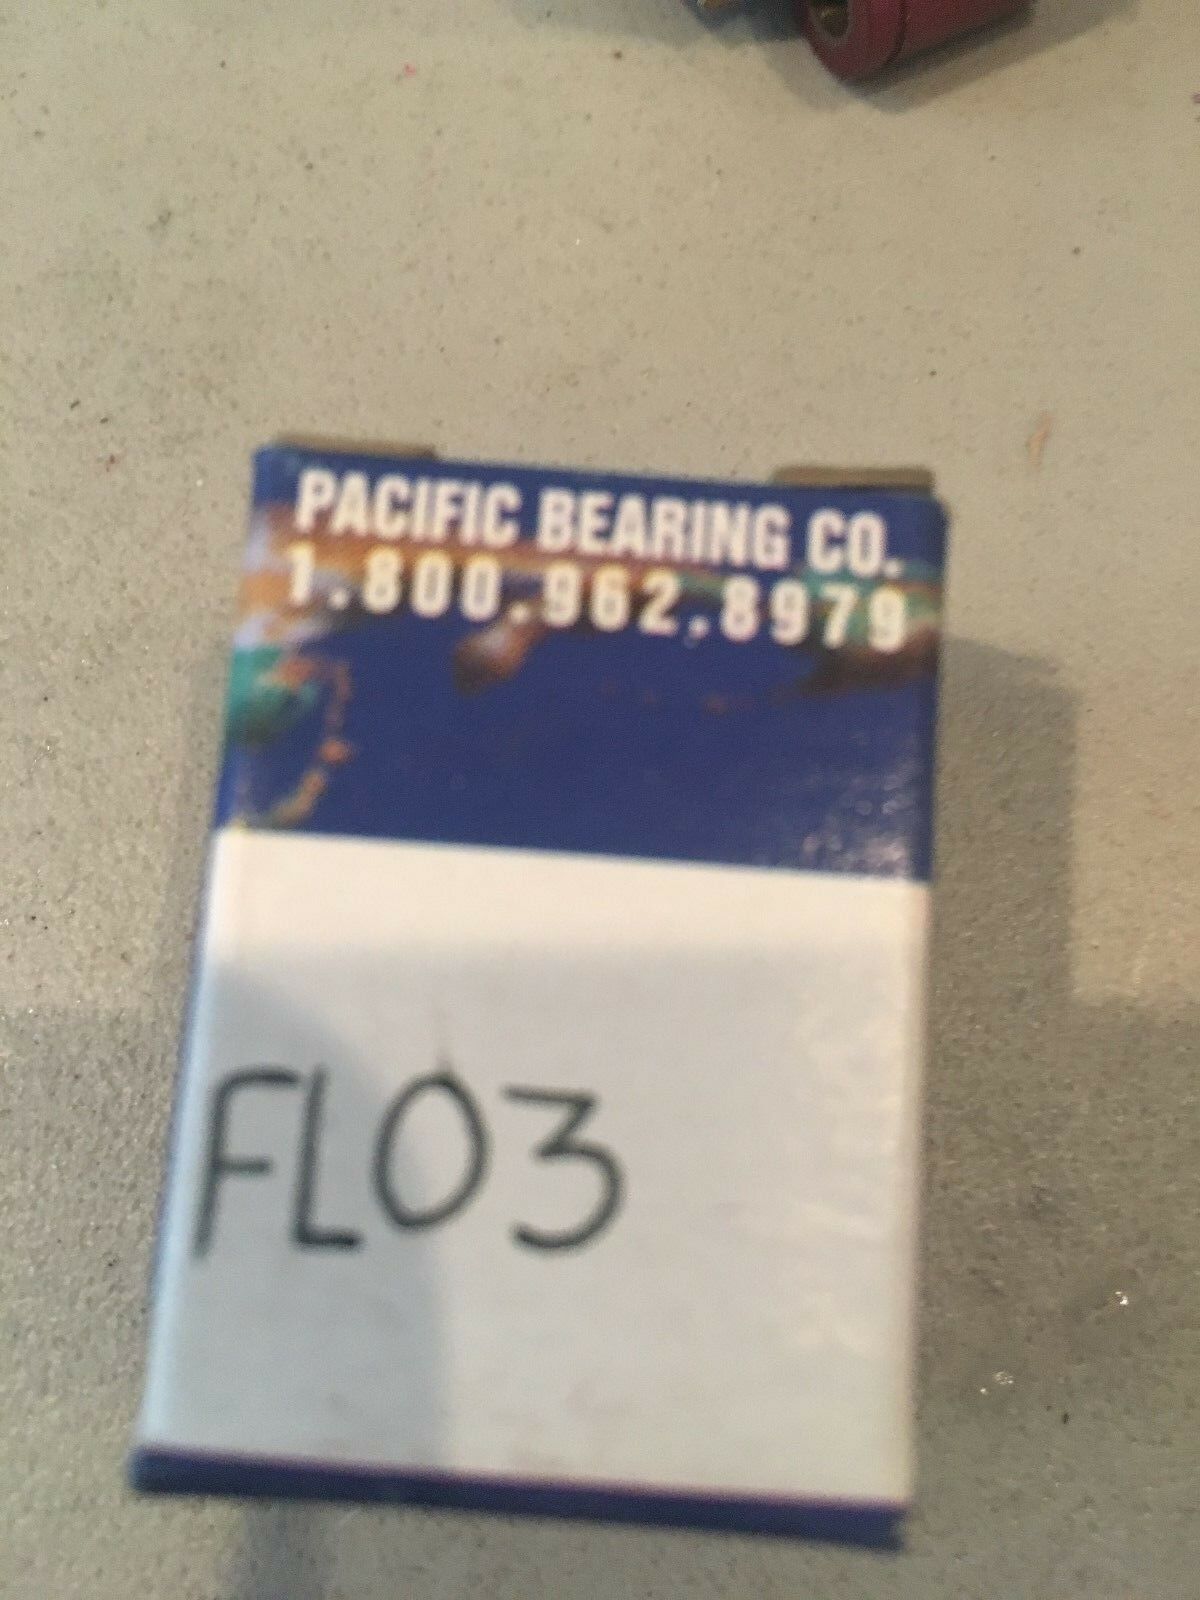 PACIFIC BEARING CO.
1.800.962.8979
FL03